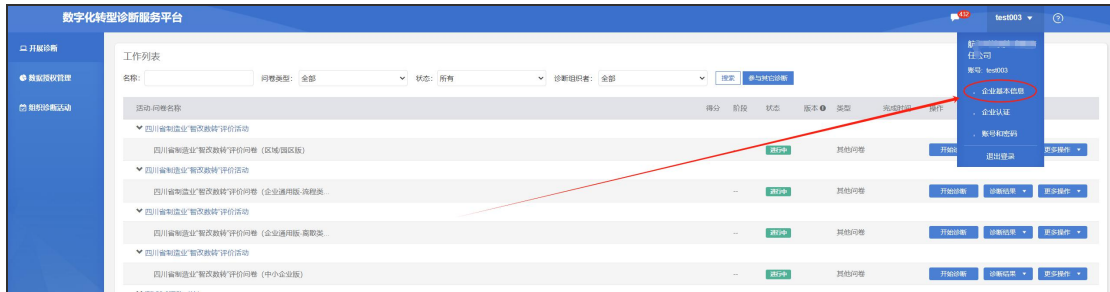 数字化转型诊断服务平台
432
test003
开展诊断
数据授权管理
组织诊断活动
任公司
账号: test003
企业基本信息
企业认证
账号和密码
退出登录
工作列表
名称: 问卷类型: 全部 状态: 所有 诊断组织者: 全部 搜索 参与其它诊断
活动-问卷名称 得分 阶段 状态 版本 类型 完成时间 操作
四川省制造业“智改数转”评价活动
四川省制造业“智改数转”评价问卷 (区域/园区版) 进行中 其他问卷 更多操作
四川省制造业“智改数转”评价活动
四川省制造业“智改数转”评价问卷 (企业通用版-流程类... -- 进行中 其他问卷 开始诊断 诊断结果 更多操作
四川省制造业“智改数转”评价活动
四川省制造业“智改数转”评价问卷 (企业通用版-离散类... -- 进行中 其他问卷 开始诊断 诊断结果 更多操作
四川省制造业“智改数转”评价活动
四川省制造业“智改数转”评价问卷 (中小企业版) -- 进行中 其他问卷 开始诊断 诊断结果 更多操作